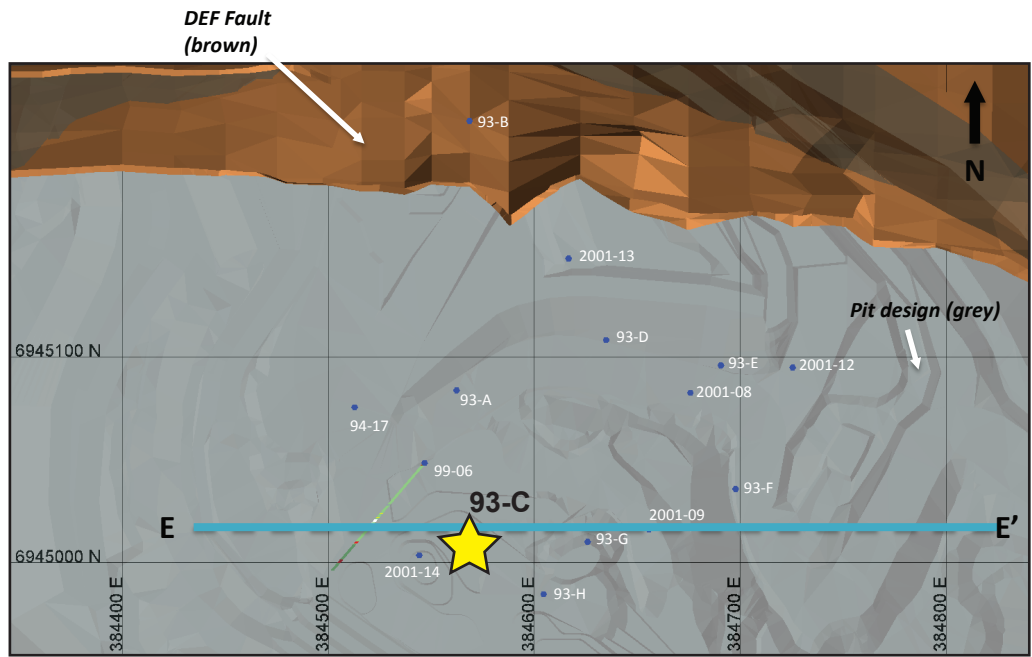 DEF Fault
(brown)
93-B
N
2001-13
Pit design (grey)
93-D
6945100 N
93-E
2001-12
2001-08
93-A
94-17
99-06
93-F
93-C
2001-09
E
E'
93-G
6945000 N
2001-14
93-H
384400 E
384500 E
384600 E
384700 E
384800 E